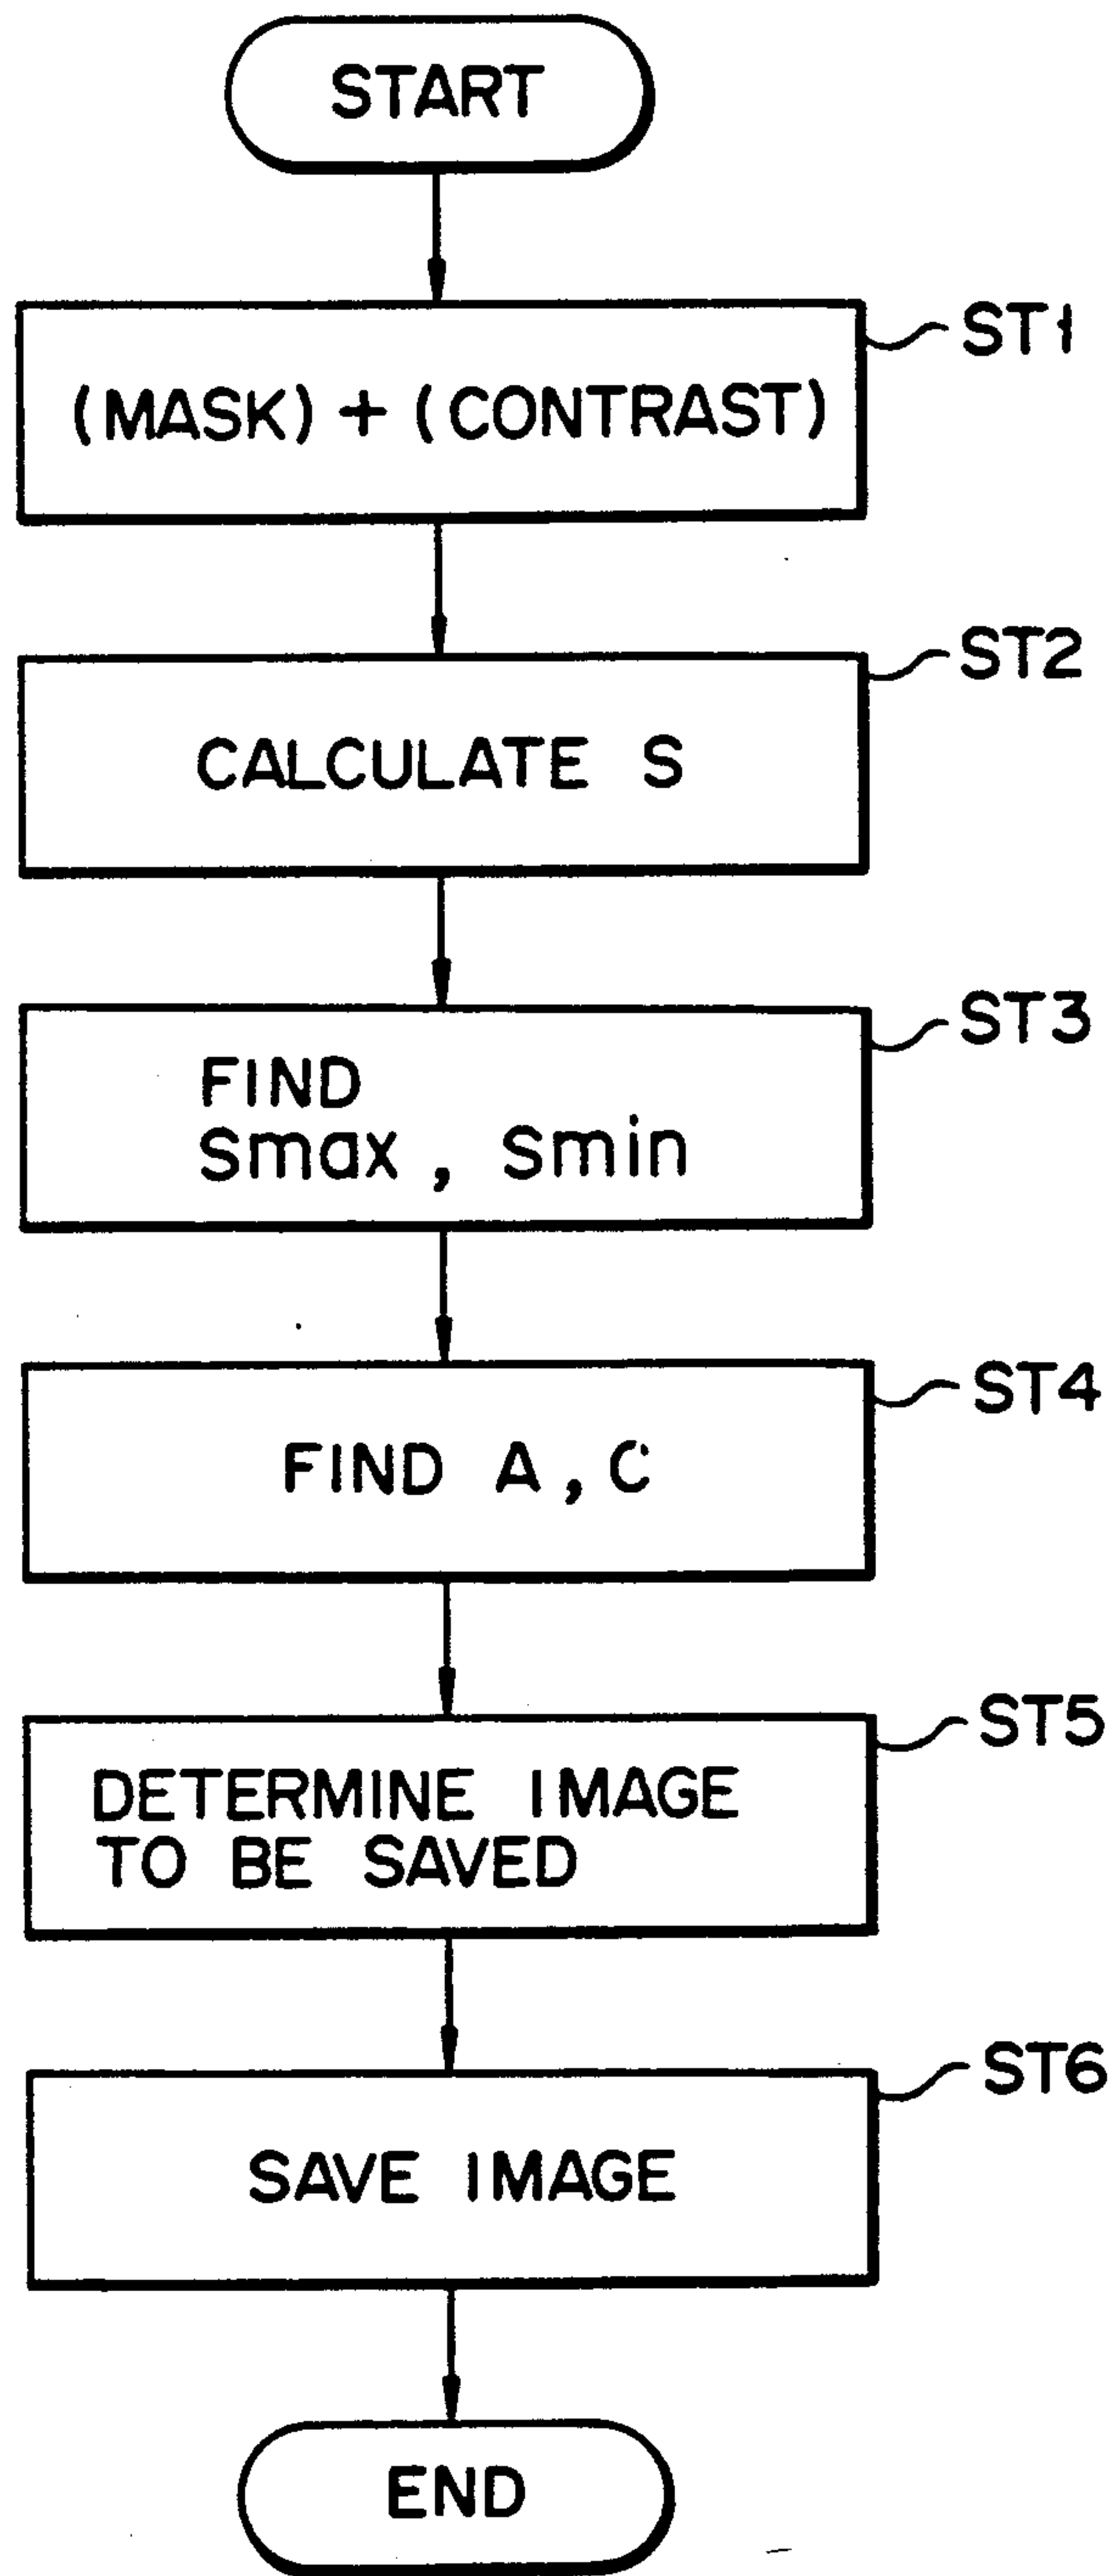 START
ST1
(MASK) + (CONTRAST)
ST2
CALCULATE S
ST3
FIND
Smax, Smin
ST4
FIND A, C
ST5
DETERMINE IMAGE
TO BE SAVED
ST6
SAVE IMAGE
END